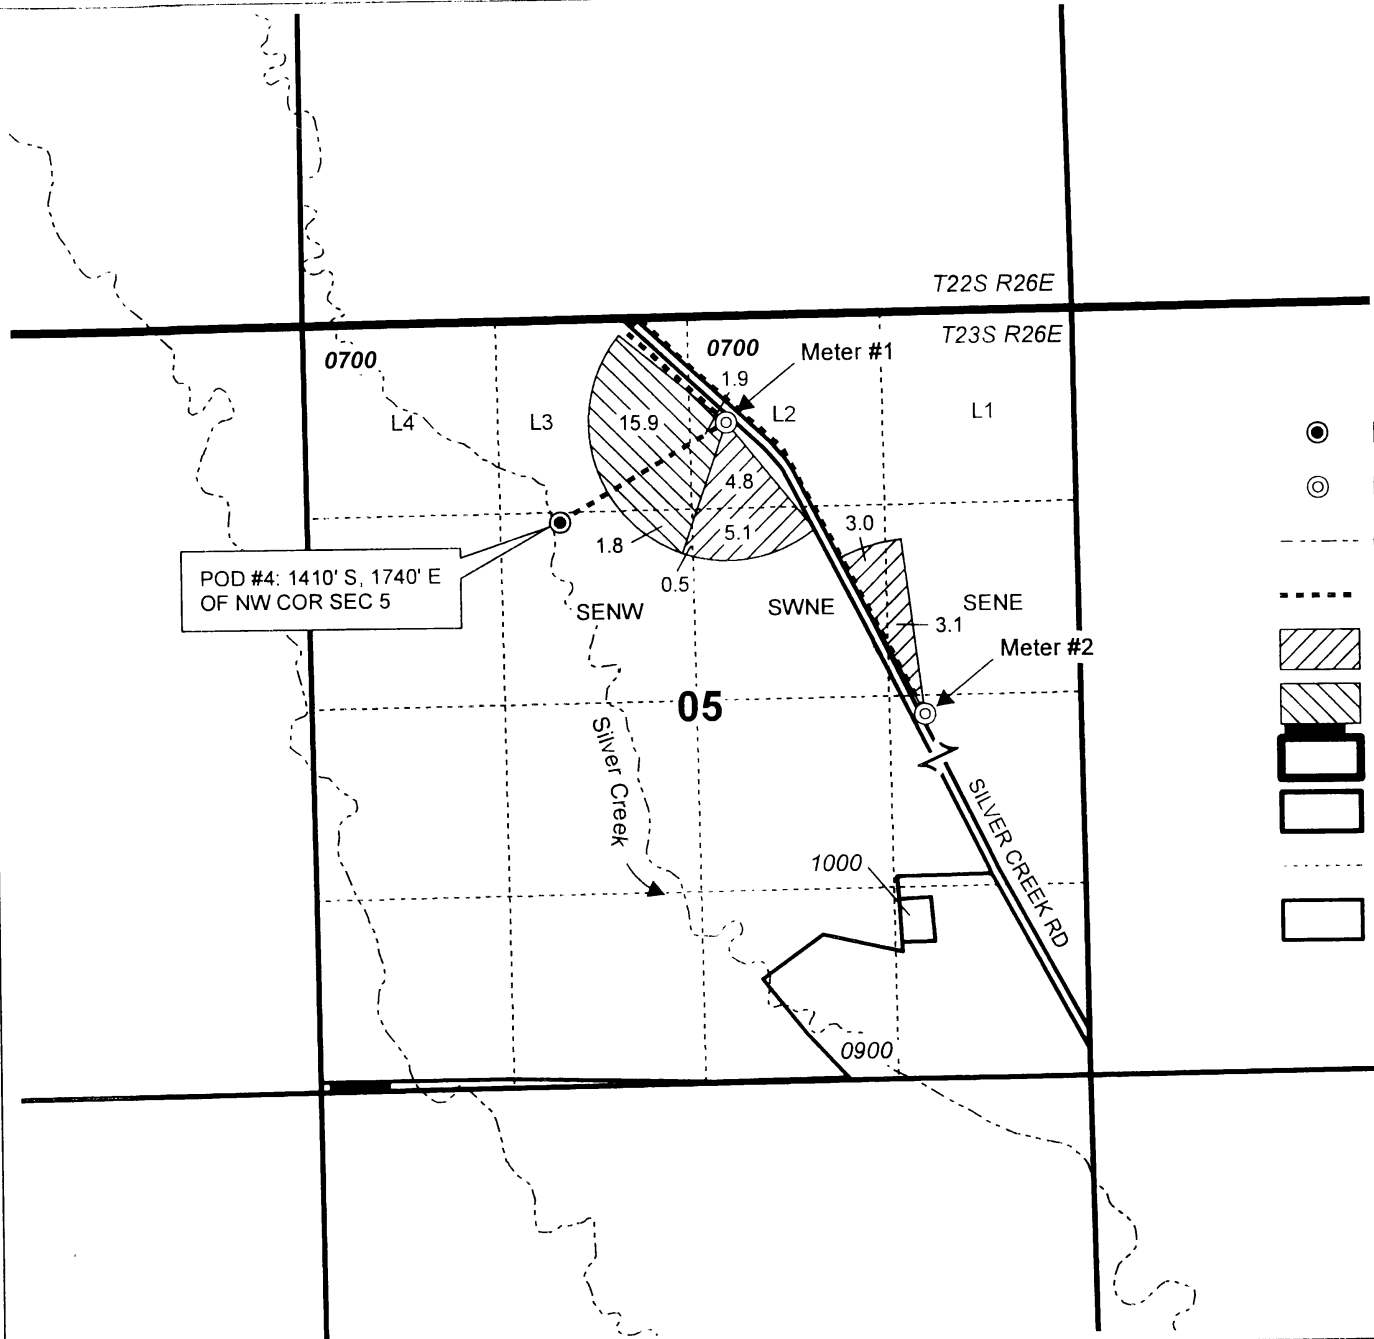 T22S R26E
T23S R26E
0700
0700
Meter #1
1.9
L4
L3
15.9
L2
L1
4.8
3.0
1.8
5.1
0.5
POD #4: 1410' S, 1740' E
OF NW COR SEC 5
SENW
SWNE
SENE
3.1
Meter #2
05
Silver Creek
SILVER CREEK RD
1000
0900